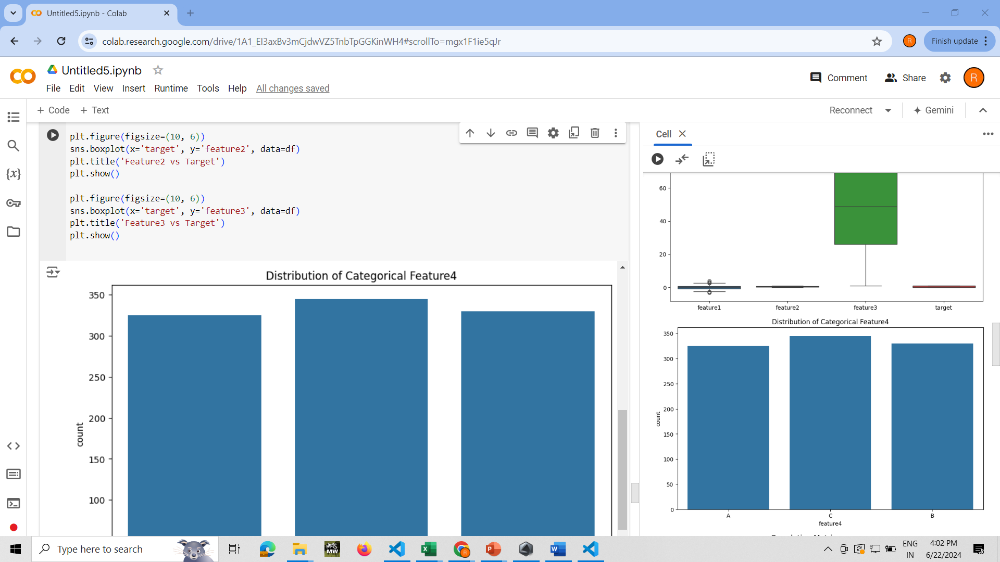 Untitled5.ipynb - Colab
colab.research.google.com/drive/1A1_EI3axBv3mCjdwVZ5TnbTpGGKinWH4#scrollTo=mgx1F1ie5qJr
R
Finish update
Untitled5.ipynb
File Edit View Insert Runtime Tools Help All changes saved
Comment
Share
R
+ Code + Text
Reconnect
Gemini
plt.figure(figsize=(10, 6))
sns.boxplot(x='target', y='feature2', data=df)
plt.title('Feature2 vs Target')
plt.show()
plt.figure(figsize=(10, 6))
sns.boxplot(x='target', y='feature3', data=df)
plt.title('Feature3 vs Target')
plt.show()
Distribution of Categorical Feature4
350
300
250
200
150
100
count
Cell
60
40
20
0
feature1 feature2 feature3 target
Distribution of Categorical Feature4
350
300
250
200
150
100
50
0
count
A C B
feature4
Type here to search
ENG
IN
4:02 PM
6/22/2024